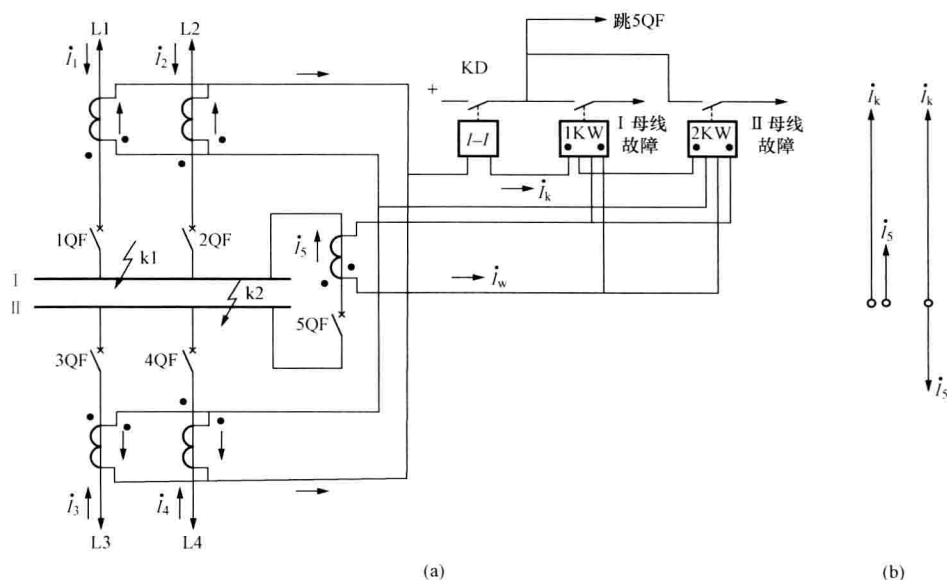 L1
L2
İ₁
İ₂
跳5QF
KD
+
I-I
1KW
I 母线
故障
2KW
II 母线
故障
İₖ
1QF
2QF
k1
İ₅
I
II
k2
İw
5QF
3QF
4QF
İ₃
İ₄
L3
L4
(a)
İₖ
İₖ
İ₅
İ₅
(b)